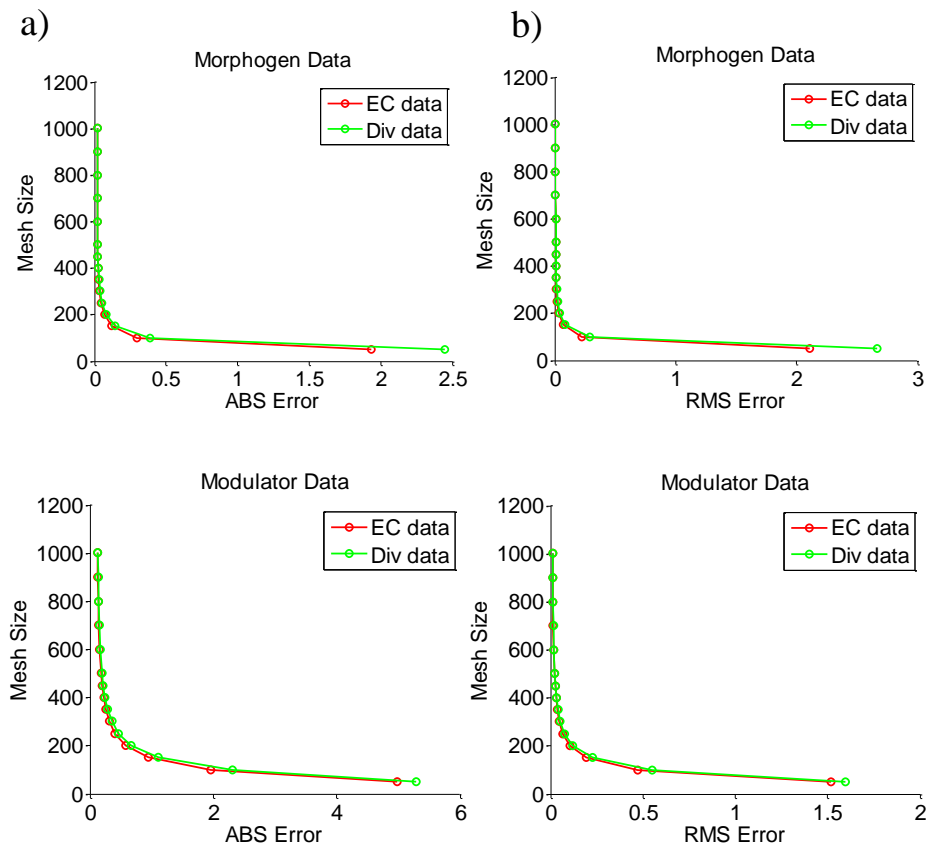 a)
Morphogen Data
1200
1000
800
600
400
200
0
Mesh Size
EC data
Div data
0 0.5 1 1.5 2 2.5
ABS Error
b)
Morphogen Data
1200
1000
800
600
400
200
0
Mesh Size
EC data
Div data
0 1 2 3
RMS Error
Modulator Data
1200
1000
800
600
400
200
0
Mesh Size
EC data
Div data
0 2 4 6
ABS Error
Modulator Data
1200
1000
800
600
400
200
0
Mesh Size
EC data
Div data
0 0.5 1 1.5 2
RMS Error